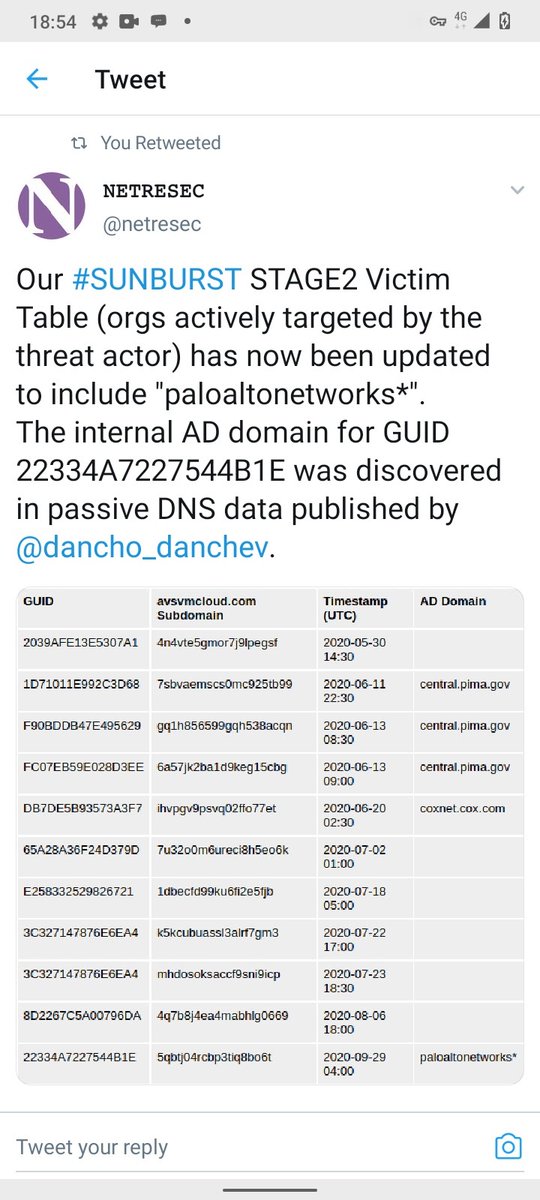 18:54
4G
Tweet
You Retweeted
NETRESEC
@netresec
Our #SUNBURST STAGE2 Victim
Table (orgs actively targeted by the
threat actor) has now been updated
to include "paloaltonetworks*".
The internal AD domain for GUID
22334A7227544B1E was discovered
in passive DNS data published by
@dancho_danchev.
GUID avsvmcloud.com Timestamp AD Domain
Subdomain (UTC)
2039AFE13E5307A1 4n4vte5gmor7j9lpegsf 2020-05-30
14:30
1D71011E992C3D68 7sbvaemscs0mc925tb99 2020-06-11 central.pima.gov
22:30
F90BDDB47E495629 gq1h856599gqh538acqn 2020-06-13 central.pima.gov
08:30
FC07EB59E028D3EE 6a57jk2ba1d9keg15cbg 2020-06-13 central.pima.gov
09:00
DB7DE5B93573A3F7 ihvpgv9psvq02ffo77et 2020-06-20 coxnet.cox.com
02:30
65A28A36F24D379D 7u32o0m6ureci8h5eo6k 2020-07-02
01:00
E258332529826721 1dbecfd99ku6fi2e5fjb 2020-07-18
05:00
3C327147876E6EA4 k5kcubuassl3alrf7gm3 2020-07-22
17:00
3C327147876E6EA4 mhdosoksaccf9sni9icp 2020-07-23
18:30
8D2267C5A00796DA 4q7b8j4ea4mabhlg0669 2020-08-06
18:00
22334A7227544B1E 5qbtj04rcbp3tiq8bo6t 2020-09-29 paloaltonetworks*
04:00
Tweet your reply